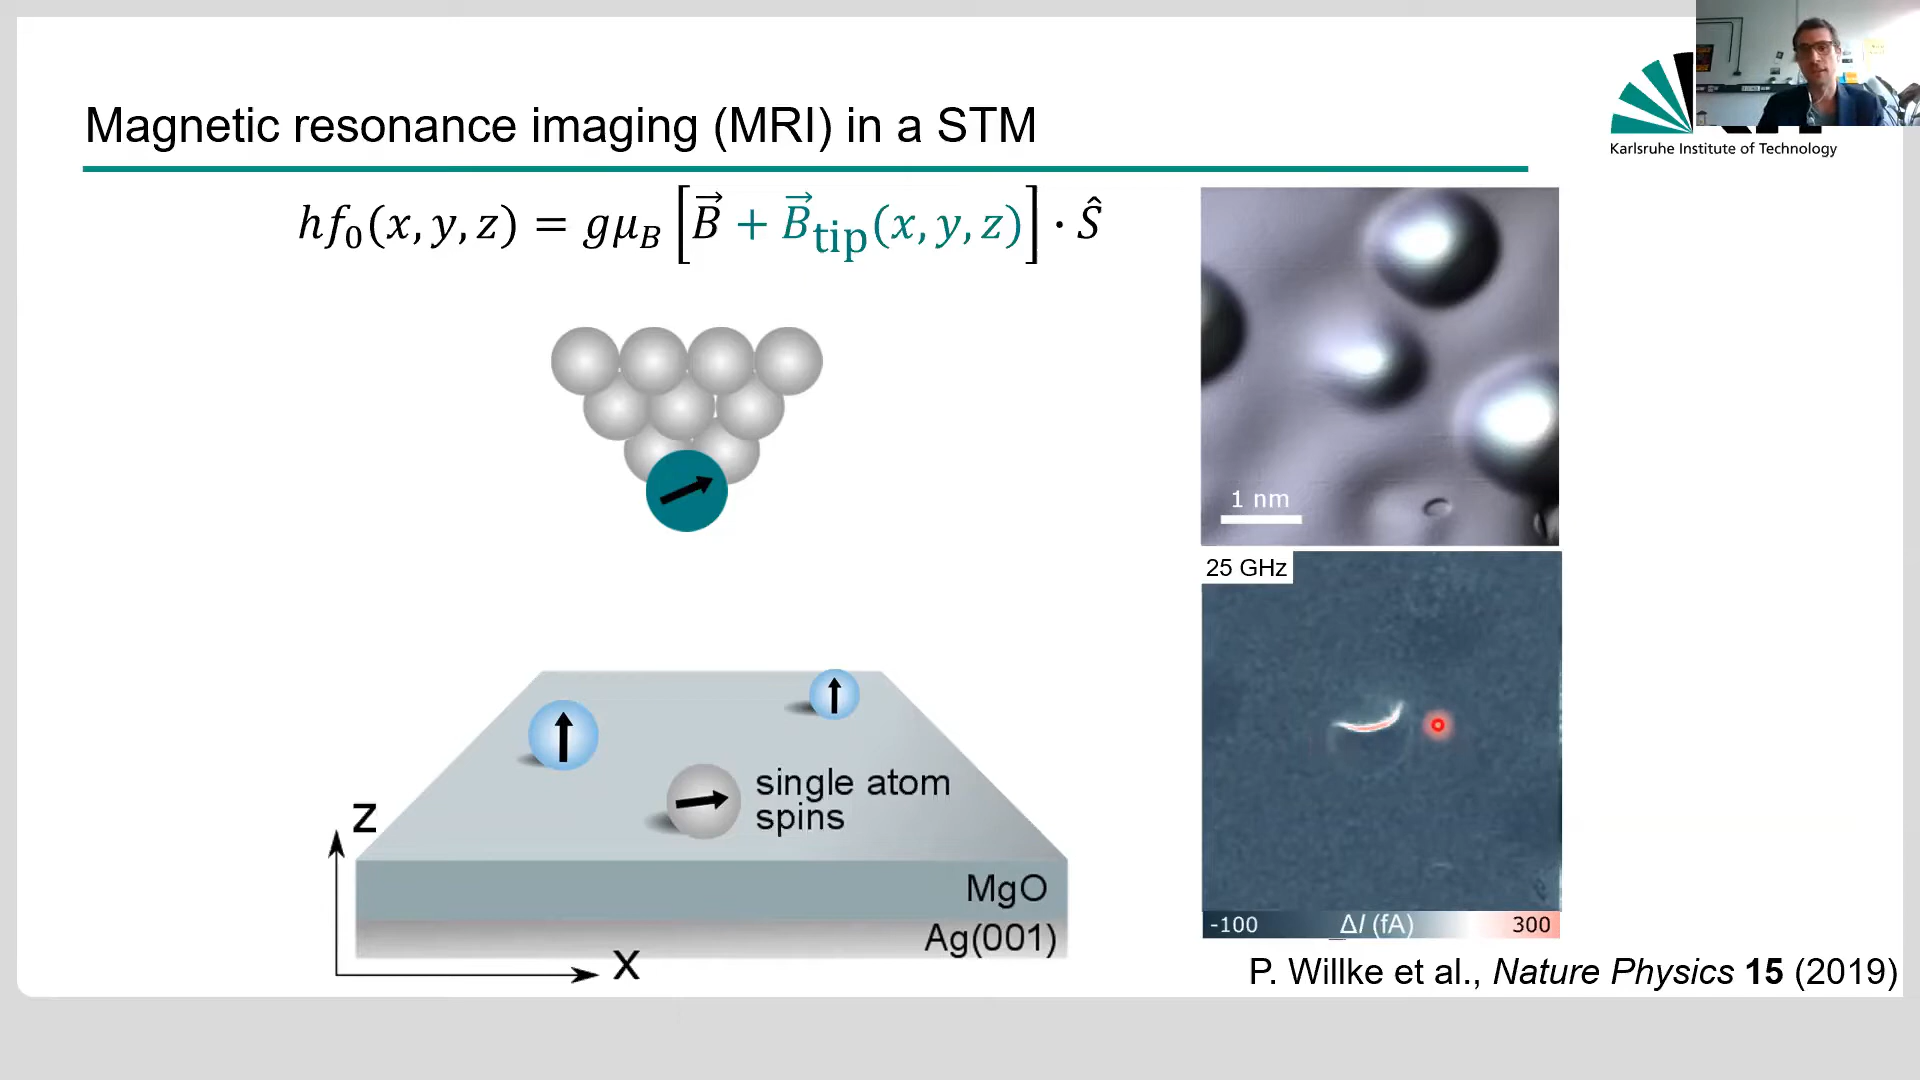 Magnetic resonance imaging (MRI) in a STM
Karlsruhe Institute of Technology
hf₀(x, y, z) = gμ_B [B⃗ + B⃗_tip(x, y, z)] · Ŝ
1 nm
25 GHz
single atom
spins
z
MgO
Ag(001)
x
-100 ΔI (fA) 300
P. Willke et al., Nature Physics 15 (2019)